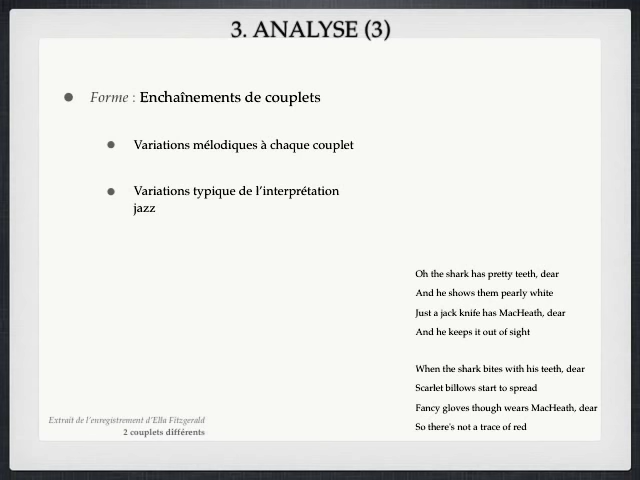 3. ANALYSE (3)
Forme : Enchaînements de couplets
Variations mélodiques à chaque couplet
Variations typique de l'interprétation
jazz
Oh the shark has pretty teeth, dear
And he shows them pearly white
Just a jack knife has MacHeath, dear
And he keeps it out of sight
When the shark bites with his teeth, dear
Scarlet billows start to spread
Fancy gloves though wears MacHeath, dear
So there's not a trace of red
Extrait de l'enregistrement d'Ella Fitzgerald
2 couplets différents